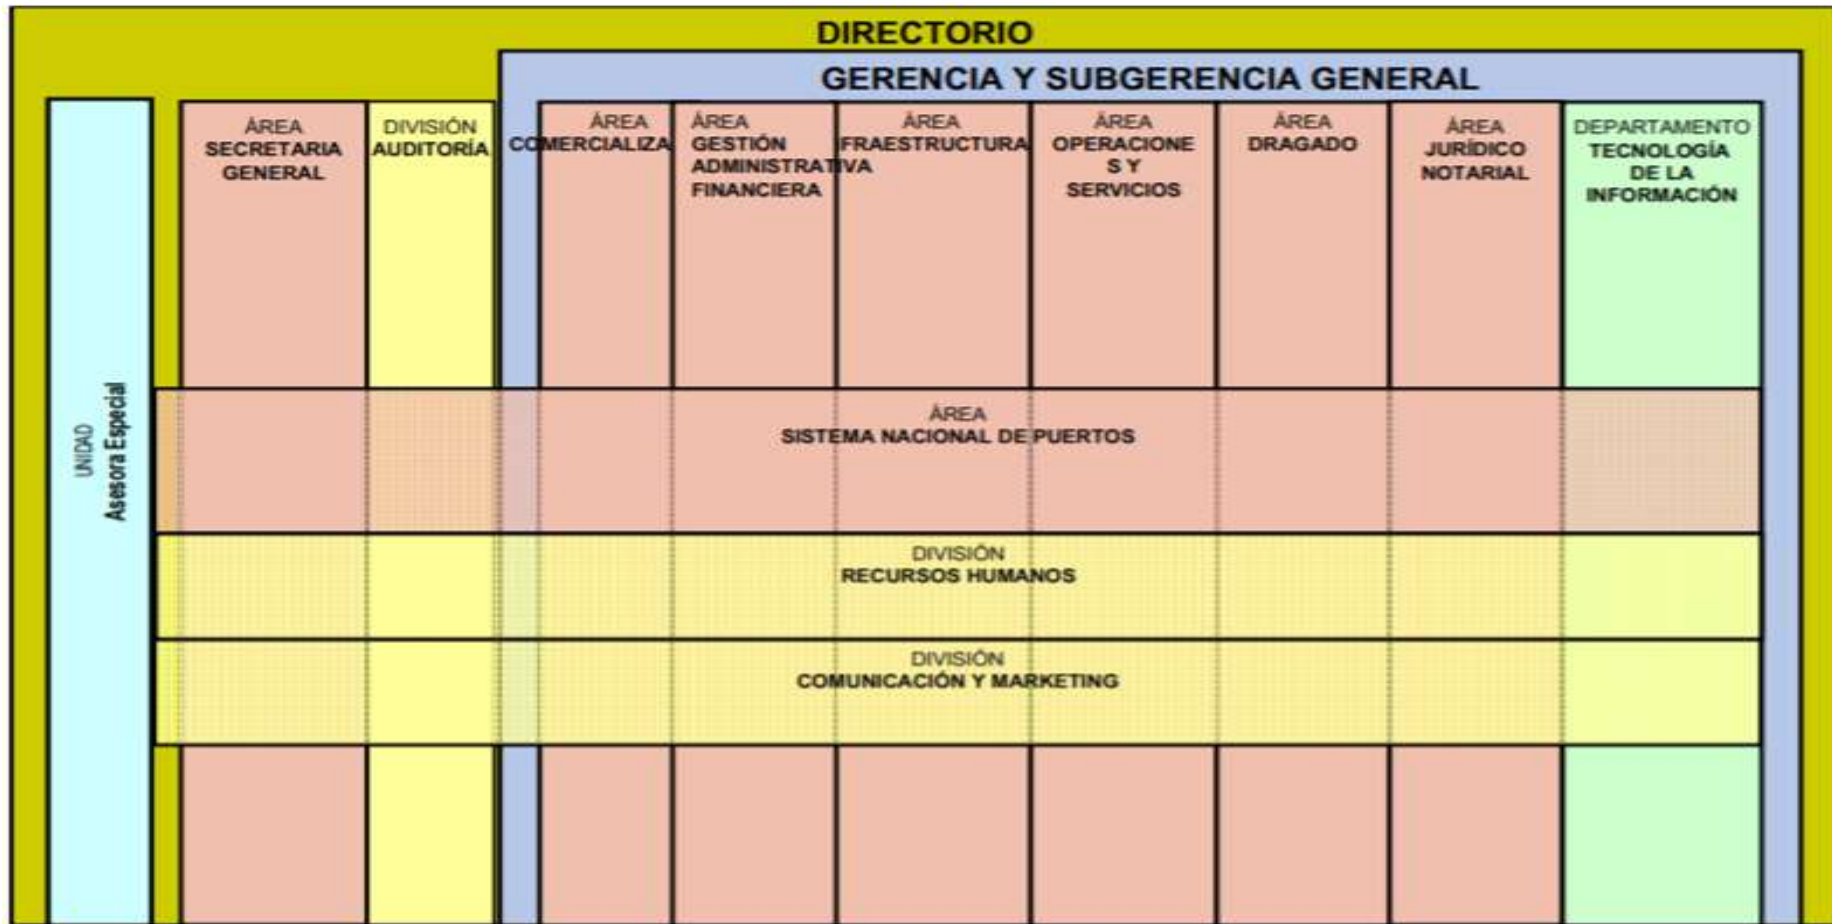 DIRECTORIO
GERENCIA Y SUBGERENCIA GENERAL
UNIDAD
Asesora Especial
ÁREA
SECRETARIA
GENERAL
DIVISIÓN
AUDITORÍA
ÁREA
COMERCIALIZA
ÁREA
GESTIÓN
ADMINISTRATIVA
FINANCIERA
ÁREA
IFRAESTRUCTURA
ÁREA
OPERACIONE
S Y
SERVICIOS
ÁREA
DRAGADO
ÁREA
JURÍDICO
NOTARIAL
DEPARTAMENTO
TECNOLOGÍA
DE LA
INFORMACIÓN
ÁREA
SISTEMA NACIONAL DE PUERTOS
DIVISIÓN
RECURSOS HUMANOS
DIVISIÓN
COMUNICACIÓN Y MARKETING